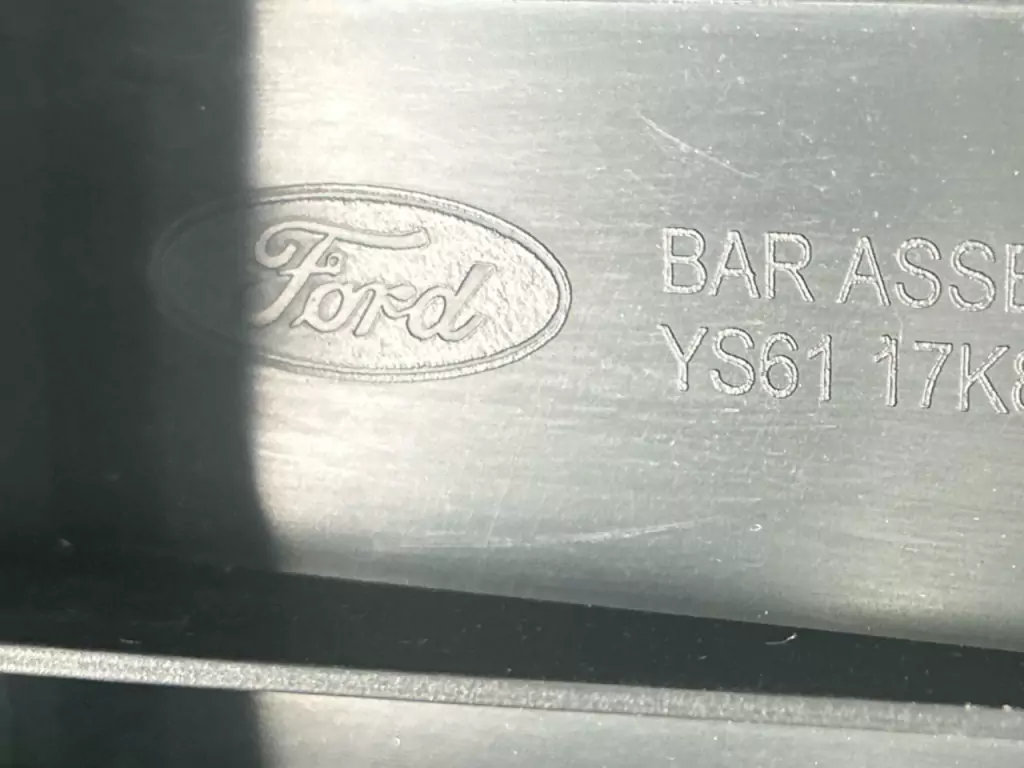 Ford
BAR ASSE
YS61 17K8